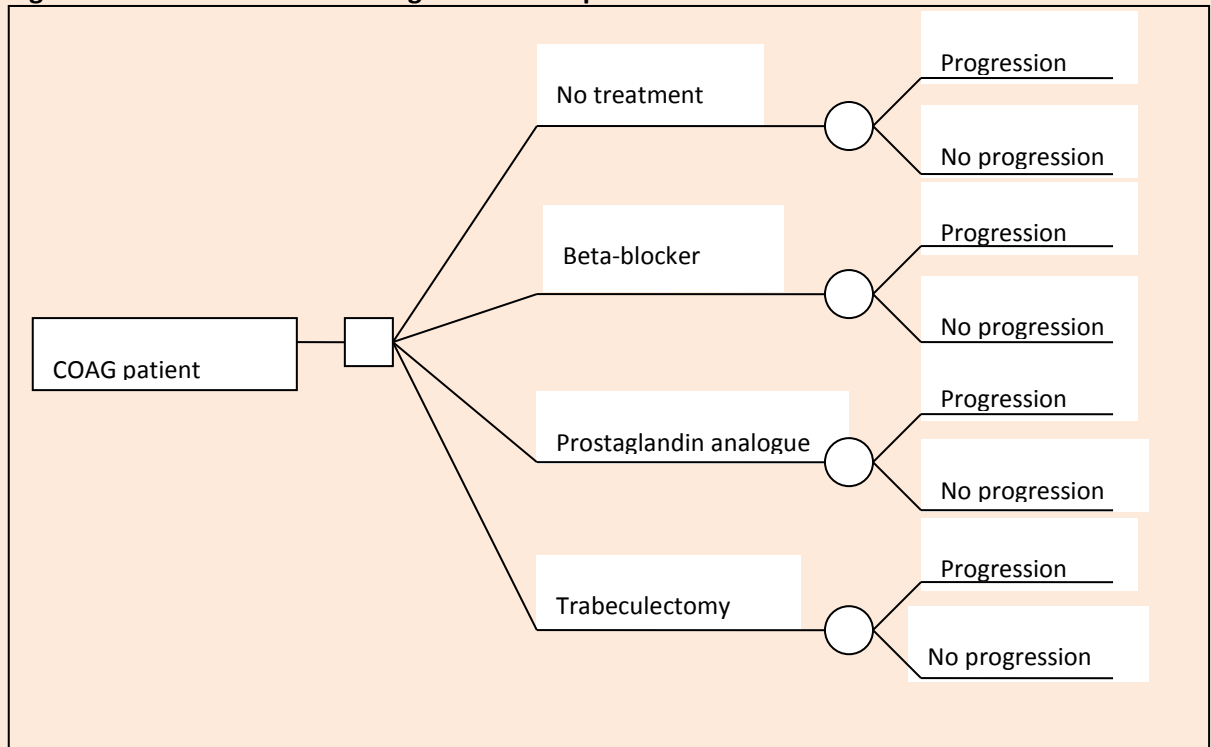 No treatment
Progression
No progression
Beta-blocker
Progression
No progression
COAG patient
Prostaglandin analogue
Progression
No progression
Trabeculectomy
Progression
No progression